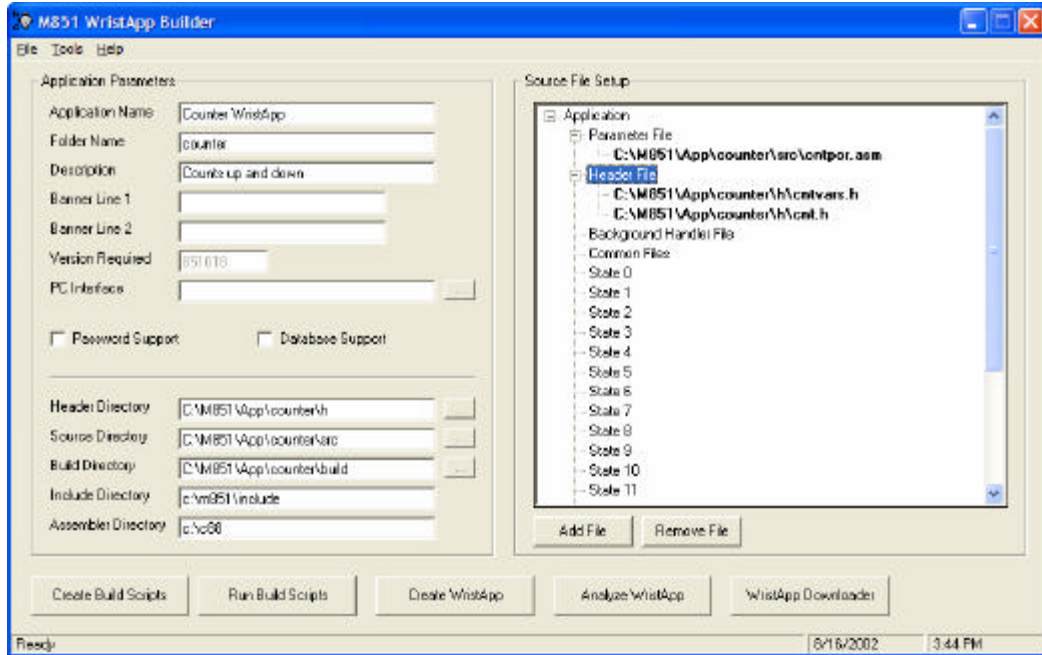 M851 WristApp Builder
File Tools Help
Application Parameters
Application Name Counter WristApp
Folder Name counter
Description Counts up and down
Banner Line 1
Banner Line 2
Version Required 851018
PC Interface ...
Password Support Database Support
Header Directory C:\M851\App\counter\h ...
Source Directory C:\M851\App\counter\src ...
Build Directory C:\M851\App\counter\build ...
Include Directory c:\m851\include
Assembler Directory c:\c88
Source File Setup
Application
Parameter File
C:\M851\App\counter\src\cntpar.asm
Header File
C:\M851\App\counter\h\cntvars.h
C:\M851\App\counter\h\cnt.h
Background Handler File
Common Files
State 0
State 1
State 2
State 3
State 4
State 5
State 6
State 7
State 8
State 9
State 10
State 11
Add File Remove File
Create Build Scripts Run Build Scripts Create WristApp Analyze WristApp WristApp Downloader
Ready 8/16/2002 3:44 PM